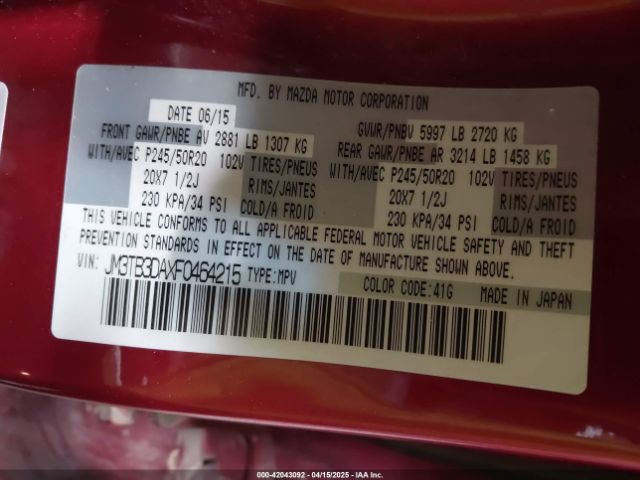 MFD. BY MAZDA MOTOR CORPORATION
DATE 06/15
GVWR/PNBV 5997 LB 2720 KG
FRONT GAWR/PNBE AV 2881 LB 1307 KG
REAR GAWR/PNBE AR 3214 LB 1458 KG
WITH/AVEC P245/50R20 102V TIRES/PNEUS
WITH/AVEC P245/50R20 102V TIRES/PNEUS
20X7 1/2J RIMS/JANTES
20X7 1/2J RIMS/JANTES
230 KPA/34 PSI COLD/A FROID
230 KPA/34 PSI COLD/A FROID
THIS VEHICLE CONFORMS TO ALL APPLICABLE FEDERAL MOTOR VEHICLE SAFETY AND THEFT
PREVENTION STANDARDS IN EFFECT ON THE DATE OF MANUFACTURE SHOWN ABOVE.
VIN: JM3TB3DAXF0464215 TYPE:MPV
COLOR CODE:41G MADE IN JAPAN
000-42043092 - 04/15/2025 - IAAI.COM